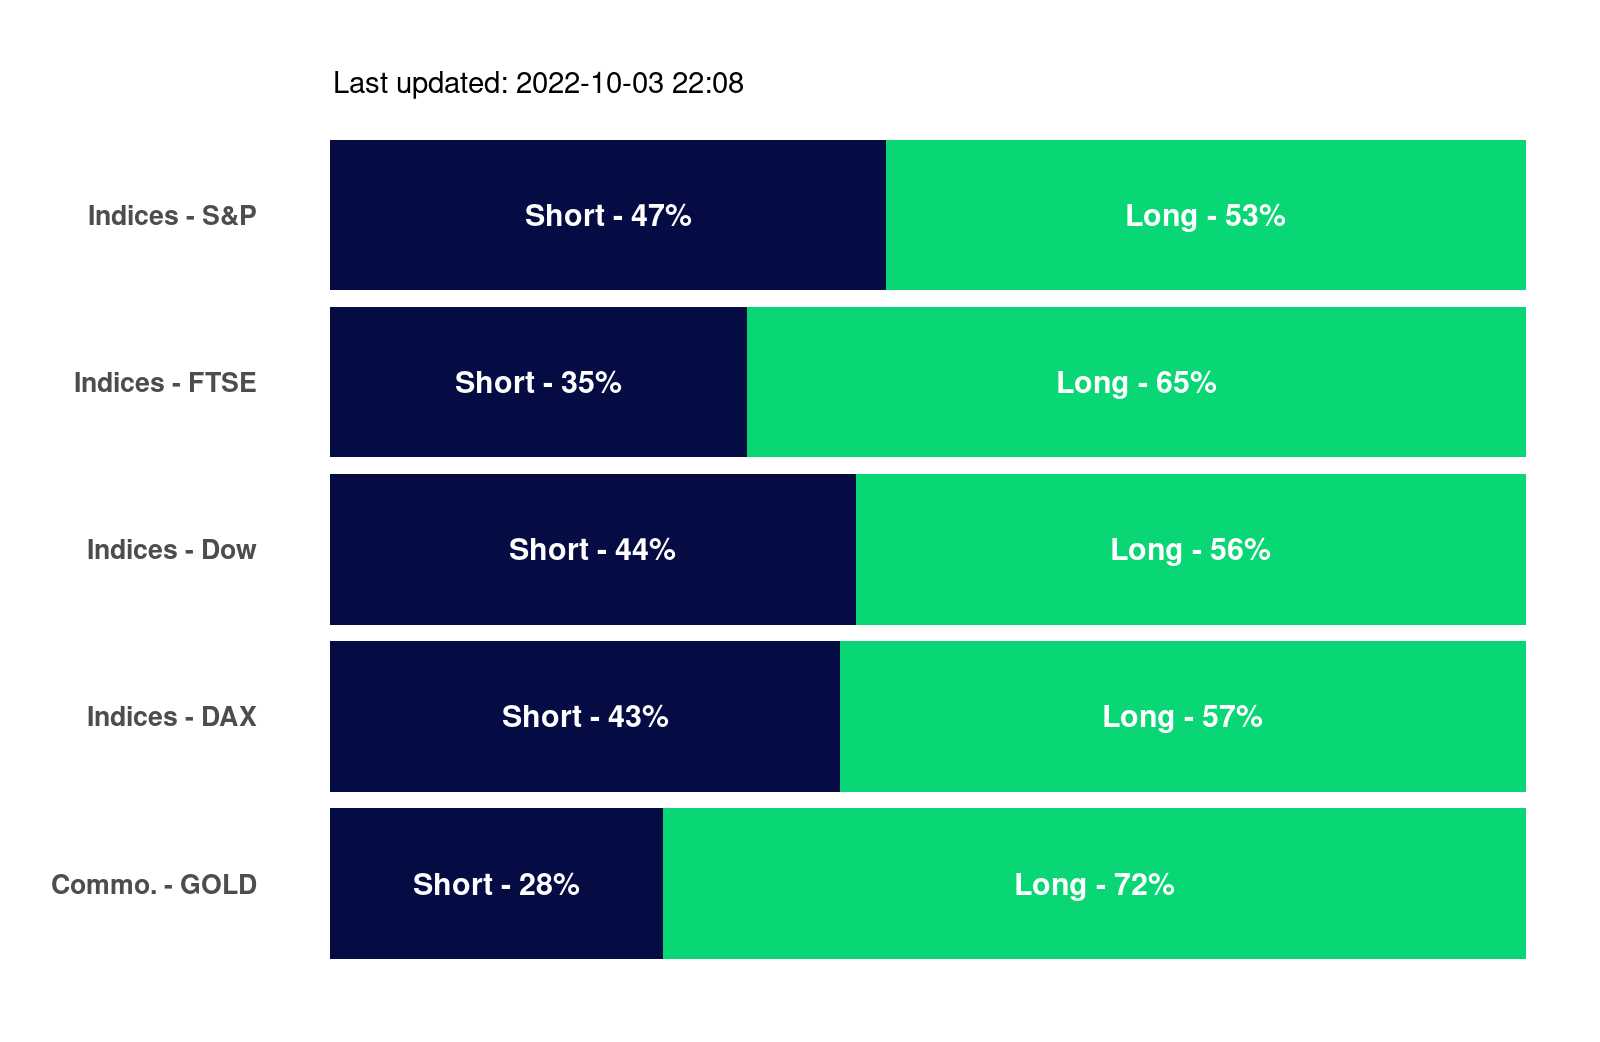 Last updated: 2022-10-03 22:08
Indices - S&P Short - 47% Long - 53%
Indices - FTSE Short - 35% Long - 65%
Indices - Dow Short - 44% Long - 56%
Indices - DAX Short - 43% Long - 57%
Commo. - GOLD Short - 28% Long - 72%